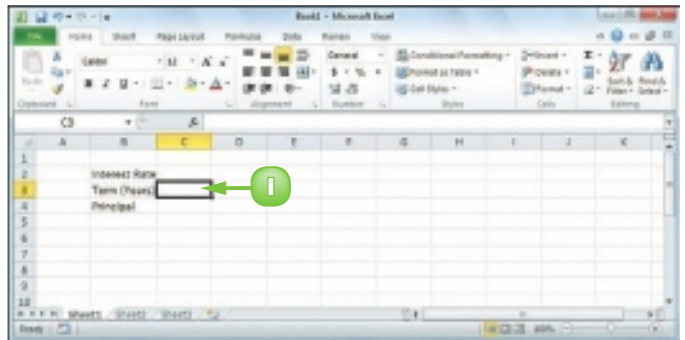 Book1 - Microsoft Excel
File Home Insert Page Layout Formulas Data Review View
Paste Calibri 11 A A General Conditional Formatting Insert Σ
B I U A $ % , Format as Table Delete Sort & Find &
Cell Styles Format Filter Select
Clipboard Font Alignment Number Styles Cells Editing
C3 fx
A B C D E F G H I J K
1
2 Interest Rate
3 Term (Years) 1
4 Principal
5
6
7
8
9
10
Sheet1 Sheet2 Sheet3
Ready 100%